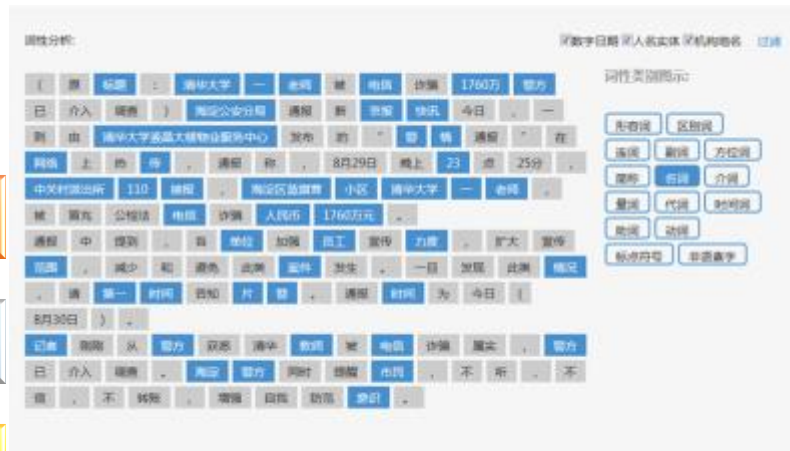 词性分析:
数字日期 人名实体 机构地名 过滤
词性类别图示:
( 原 标题 : 清华大学 一 老师 被 电信 诈骗 1760万 警方
已 介入 调查 ) 海淀公安分局 通报 新 京报 快讯 今日 , 一
则 由 清华大学 物业服务中心 发布 的 " 警 情 通报 " 在
网络 上 热 传 , 通报 称 , 8月29日 晚上 23 点 25分 ,
中关村派出所 110 接报 , 海淀区蓝旗营 小区 清华大学 一 老师 ,
被 冒充 公检法 电信 诈骗 人民币 1760万元 。
通报 中 提到 , 各 单位 加强 员工 宣传 力度 , 扩大 宣传
范围 , 减少 和 避免 此类 案件 发生 。 一旦 发现 此类 情况
, 请 第一 时间 告知 片 警 。 通报 时间 为 今日 (
8月30日 ) 。
记者 刚刚 从 警方 获悉 清华 教师 被 电信 诈骗 属实 , 警方
已 介入 调查 。 海淀 警方 同时 提醒 市民 , 不 听 、 不
信 、 不 转账 , 增强 自我 防范 意识 。
形容词 区别词
连词 副词 方位词
简称 名词 介词
量词 代词 时间词
助词 动词
标点符号 非语素字